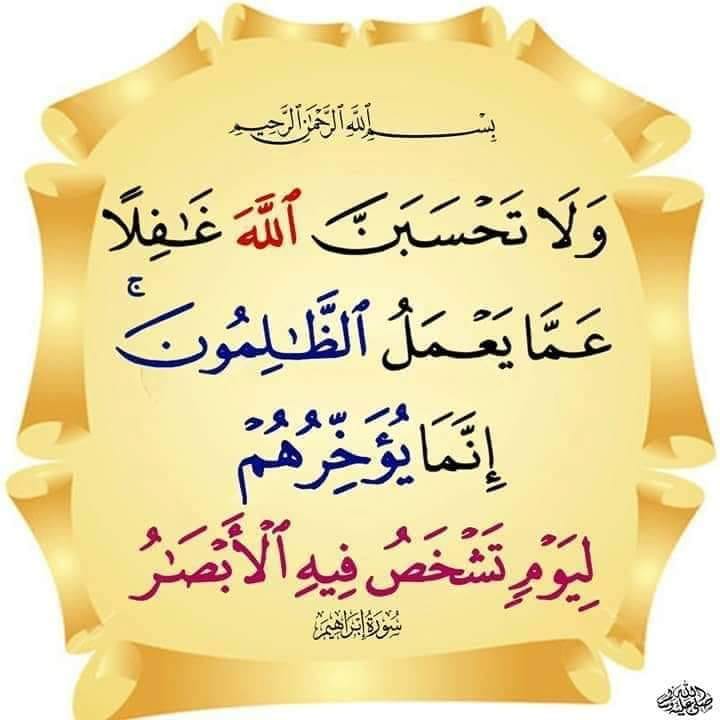 بِسْمِ ٱللَّهِ ٱلرَّحْمَٰنِ ٱلرَّحِيمِ
وَلَا تَحْسَبَنَّ ٱللَّهَ غَٰفِلًا
عَمَّا يَعْمَلُ ٱلظَّٰلِمُونَ ۚ
إِنَّمَا يُؤَخِّرُهُمْ
لِيَوْمٍ تَشْخَصُ فِيهِ ٱلْأَبْصَٰرُ
سُورَةُ إِبْرَاهِيم
صلى الله عليه وسلم